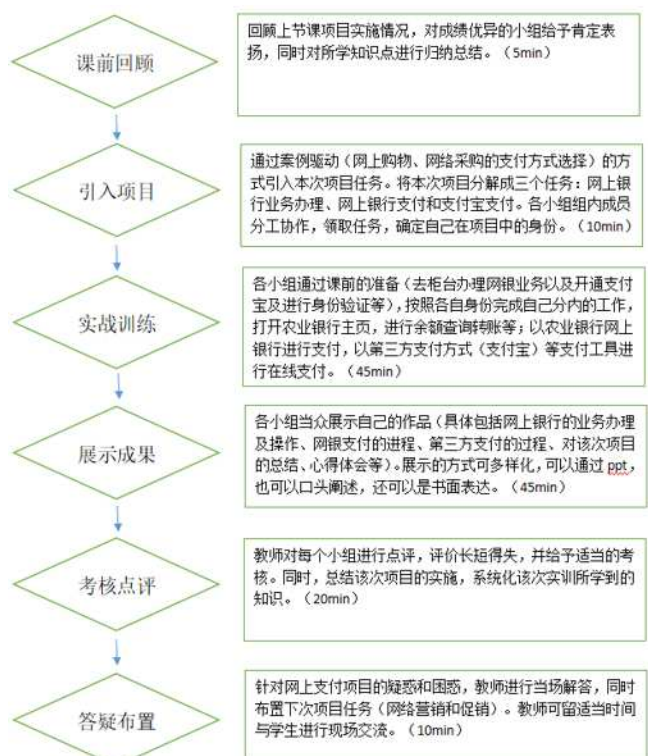 课前回顾
回顾上节课项目实施情况，对成绩优异的小组给予肯定表
扬，同时对所学知识点进行归纳总结。（5min）
引入项目
通过案例驱动（网上购物、网络采购的支付方式选择）的方
式引入本次项目任务。将本次项目分解成三个任务：网上银
行业务办理、网上银行支付和支付宝支付。各小组组内成员
分工协作，领取任务，确定自己在项目中的身份。（10min）
实战训练
各小组通过课前的准备（去柜台办理网银业务以及开通支付
宝及进行身份验证等），按照各自身份完成自己分内的工作，
打开农业银行主页，进行余额查询转账等；以农业银行网上
银行进行支付，以第三方支付方式（支付宝）等支付工具进
行在线支付。（45min）
展示成果
各小组当众展示自己的作品（具体包括网上银行的业务办理
及操作、网银支付的进程、第三方支付的过程、对该次项目
的总结、心得体会等）。展示的方式可多样化，可以通过 ppt，
也可以口头阐述，还可以是书面表达。（45min）
考核点评
教师对每个小组进行点评，评价长短得失，并给予适当的考
核。同时，总结该次项目的实施，系统化该次实训所学到的
知识。（20min）
答疑布置
针对网上支付项目的疑惑和困惑，教师进行当场解答，同时
布置下次项目任务（网络营销和促销）。教师可留适当时间
与学生进行现场交流。（10min）